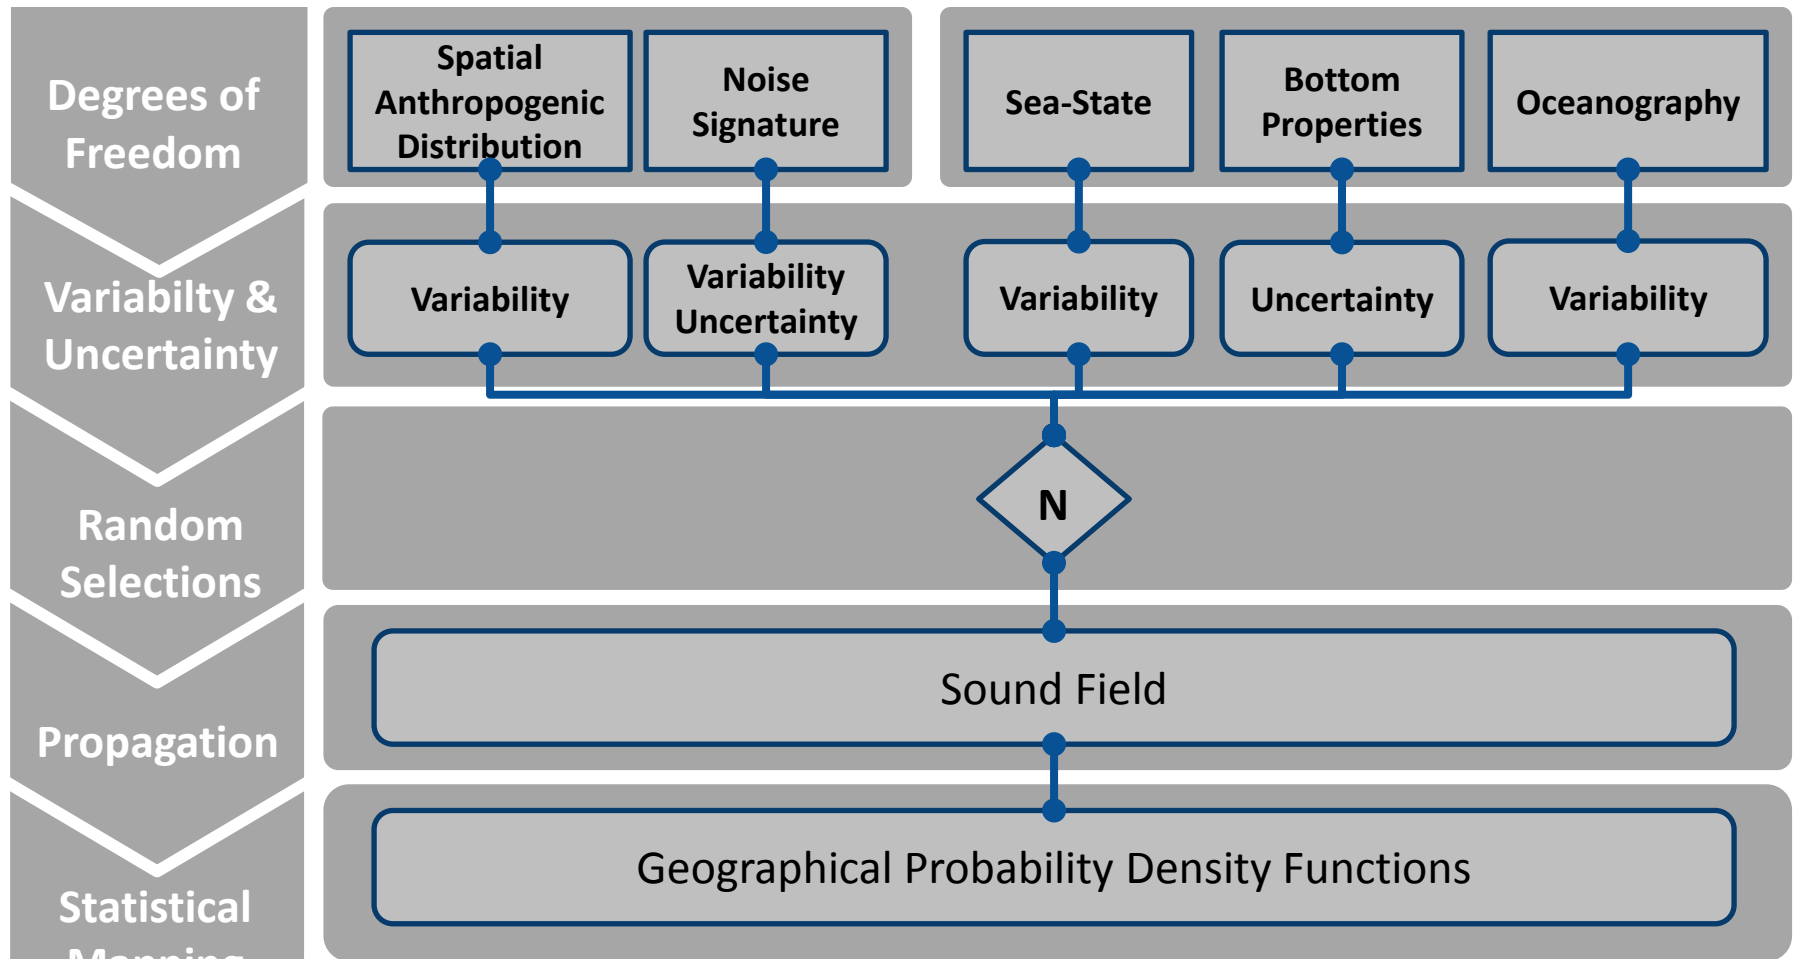 Degrees of
Freedom
Spatial
Anthropogenic
Distribution
Noise
Signature
Sea-State
Bottom
Properties
Oceanography
Variabilty &
Uncertainty
Variability
Variability
Uncertainty
Variability
Uncertainty
Variability
Random
Selections
N
Propagation
Sound Field
Statistical
Mapping
Geographical Probability Density Functions